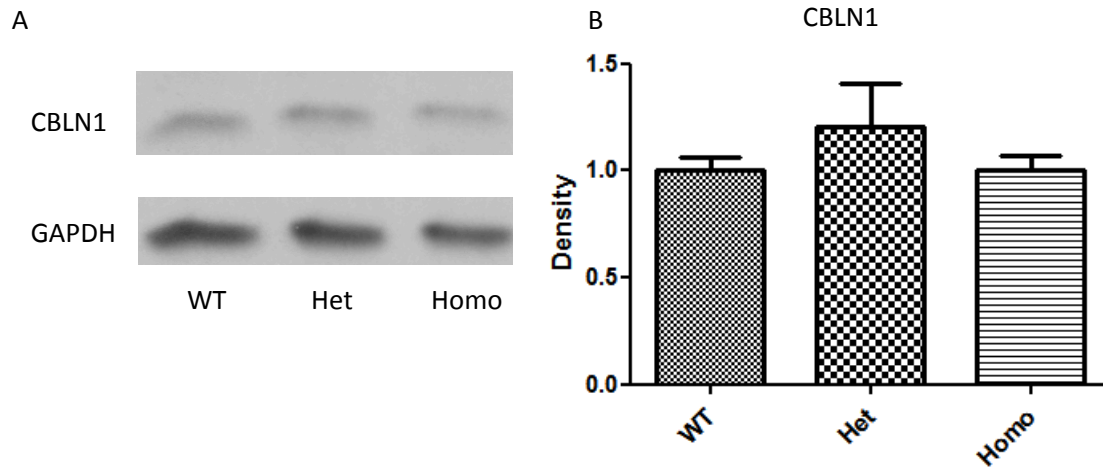 A
CBLN1
GAPDH
WT Het Homo
B
CBLN1
1.5
1.0
0.5
0.0
Density
WT
Het
Homo